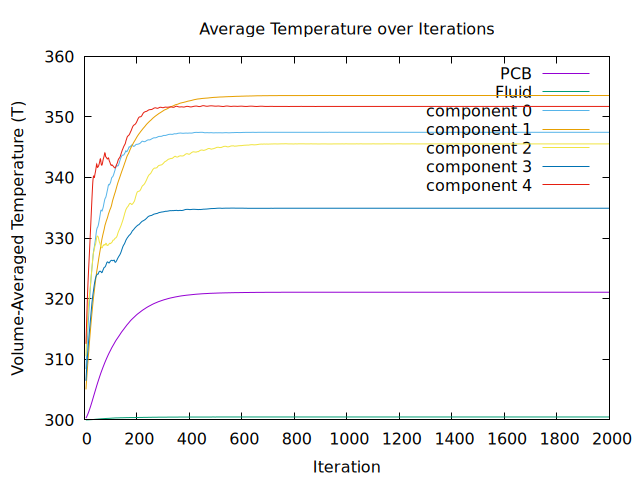 Average Temperature over Iterations
Volume-Averaged Temperature (T)
360
350
340
330
320
310
300
PCB
Fluid
component 0
component 1
component 2
component 3
component 4
0 200 400 600 800 1000 1200 1400 1600 1800 2000
Iteration